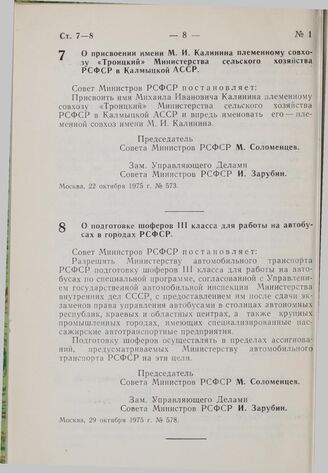 Ст. 7—8 — 8 — № 1
7 О присвоении имени М. И. Калинина племенному совхо-
зу «Троицкий» Министерства сельского хозяйства
РСФСР в Калмыцкой АССР.
Совет Министров РСФСР постановляет:
Присвоить имя Михаила Ивановича Калинина племенному
совхозу «Троицкий» Министерства сельского хозяйства
РСФСР в Калмыцкой АССР и впредь именовать его — пле-
менной совхоз имени М. И. Калинина.
Председатель
Совета Министров РСФСР М. Соломенцев.
Зам. Управляющего Делами
Совета Министров РСФСР И. Зарубин.
Москва, 22 октября 1975 г. № 573.
8 О подготовке шоферов III класса для работы на автобу-
сах в городах РСФСР.
Совет Министров РСФСР постановляет:
Разрешить Министерству автомобильного транспорта
РСФСР подготовку шоферов III класса для работы на авто-
бусах по специальной программе, согласованной с Управлени-
ем государственной автомобильной инспекции Министерства
внутренних дел СССР, с предоставлением им после сдачи эк-
заменов права управления автобусами в столицах автономных
республик, краевых и областных центрах, а также крупных
промышленных городах, имеющих специализированные пас-
сажирские автотранспортные предприятия.
Подготовку шоферов осуществлять в пределах ассигнова-
ний, предусматриваемых Министерству автомобильного
транспорта РСФСР на эти цели.
Председатель
Совета Министров РСФСР М. Соломенцев.
Зам. Управляющего Делами
Совета Министров РСФСР И. Зарубин.
Москва, 29 октября 1975 г. № 578.